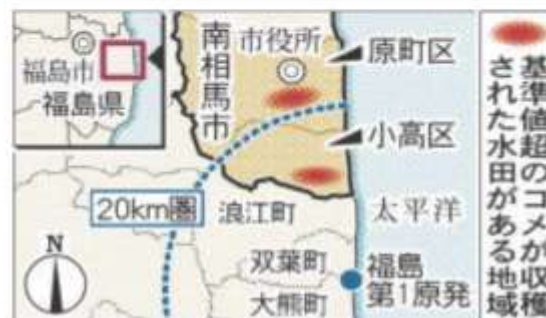 福島市
福島県
南相馬市
市役所
原町区
小高区
20km圏
浪江町
太平洋
双葉町
福島
第1原発
大熊町
N
基準値超のコメが収穫
された水田がある地域